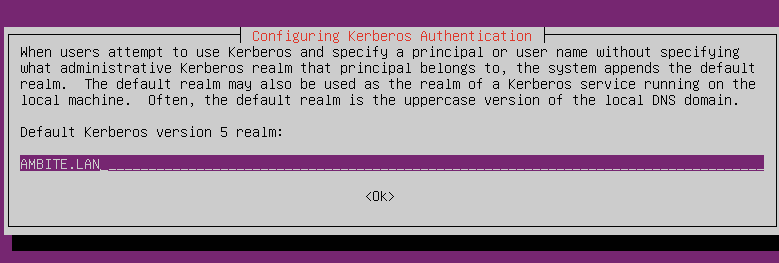 Configuring Kerberos Authentication
When users attempt to use Kerberos and specify a principal or user name without specifying
what administrative Kerberos realm that principal belongs to, the system appends the default
realm.  The default realm may also be used as the realm of a Kerberos service running on the
local machine.  Often, the default realm is the uppercase version of the local DNS domain.
Default Kerberos version 5 realm:
AMBITE.LAN
<Ok>